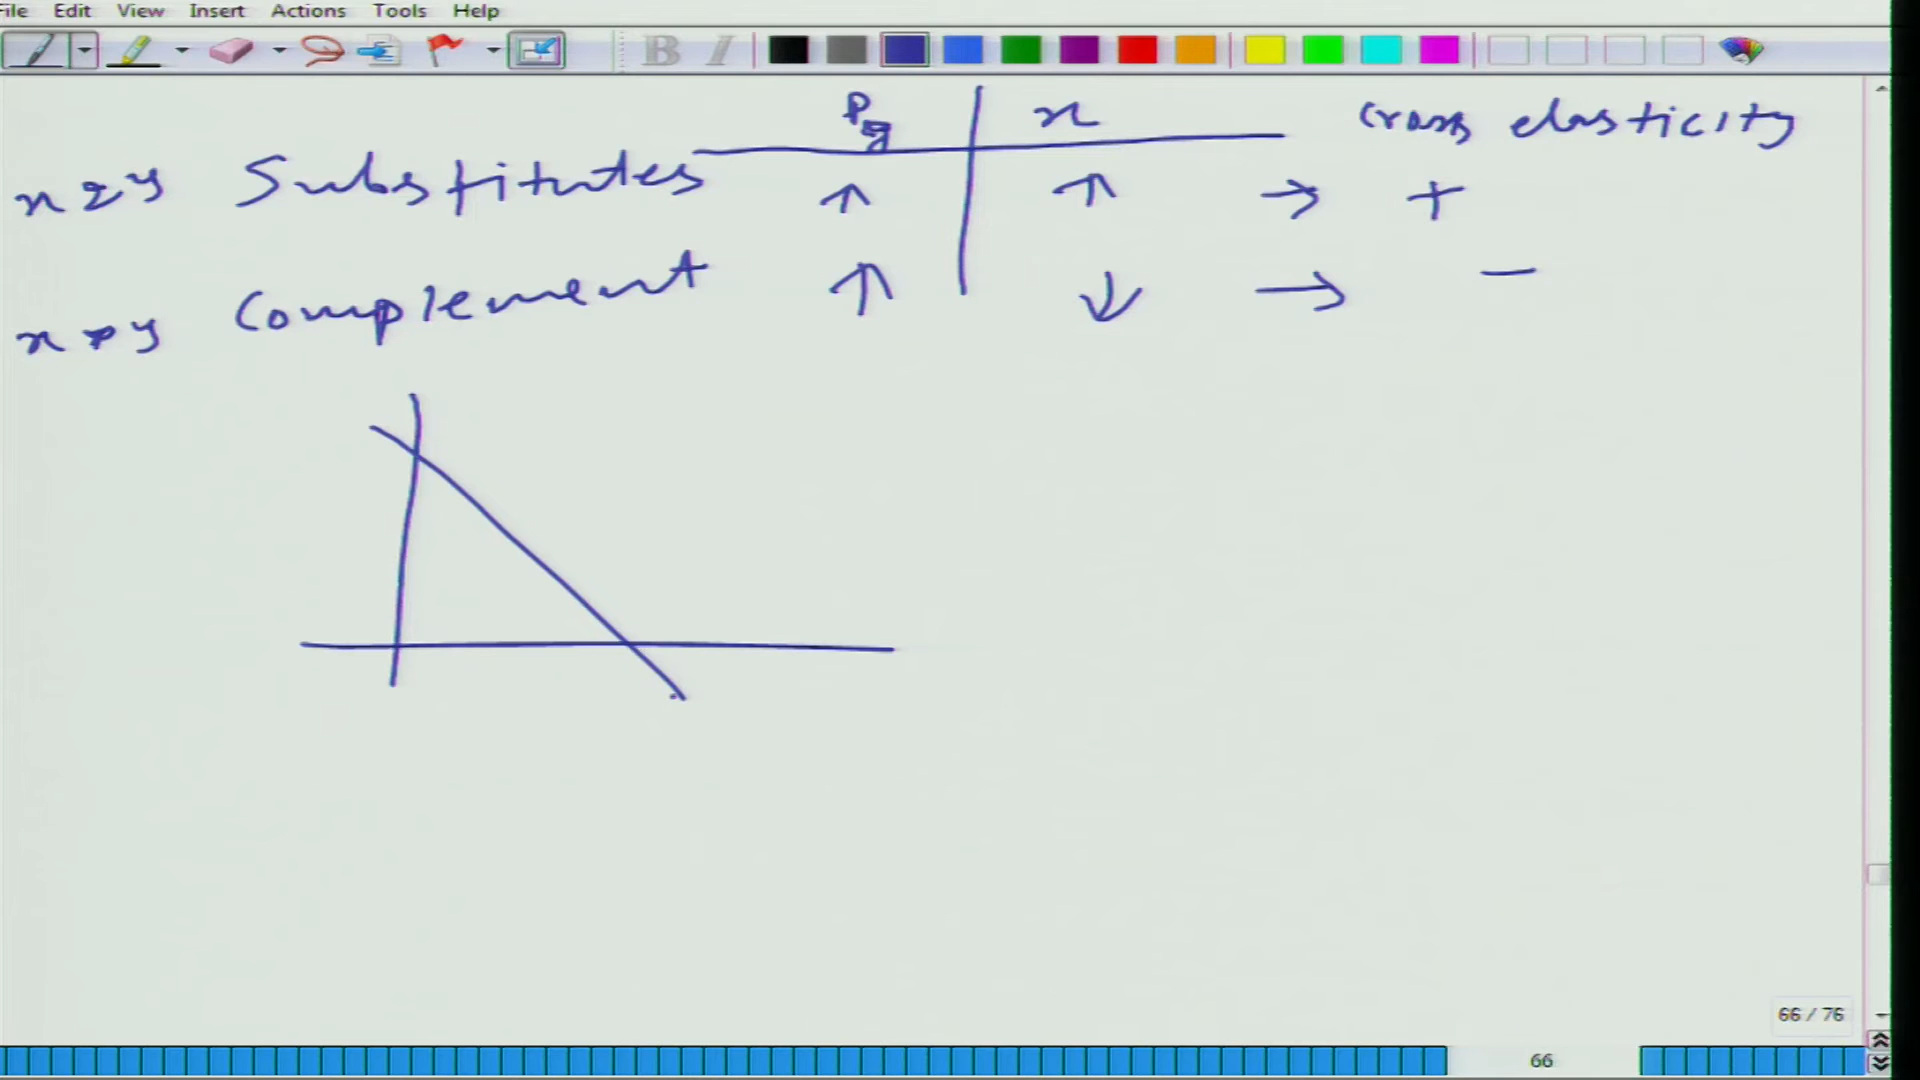 File Edit View Insert Actions Tools Help
B I
Py x cross elasticity
x & y Substitutes ↑ ↑ → +
x & y Complement ↑ ↓ → −
66 / 76
66